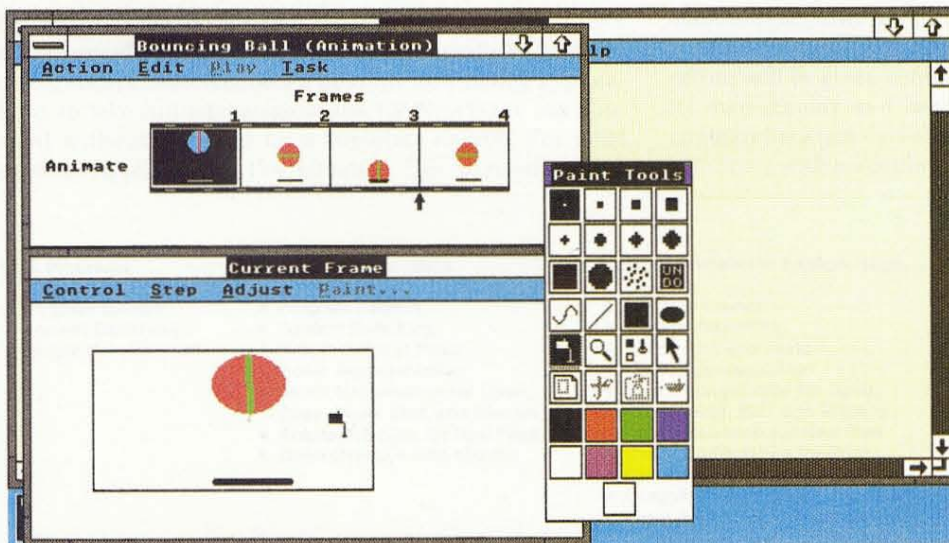 Bouncing Ball (Animation)
lp
Action Edit Play Task
Frames
1 2 3 4
Animate
Paint Tools
UN
DO
Current Frame
Control Step Adjust Paint...